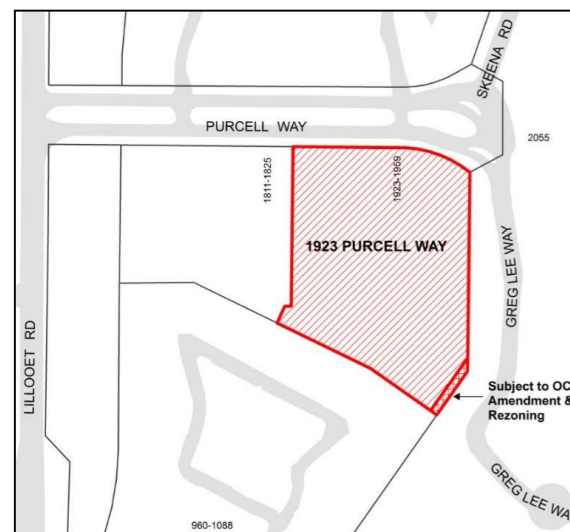 SKEENA RD
PURCELL WAY
2055
1811-1825
1923-1959
1923 PURCELL WAY
GREG LEE WAY
LILLOOET RD
Subject to OC
Amendment &
Rezoning
GREG LEE WA
960-1088